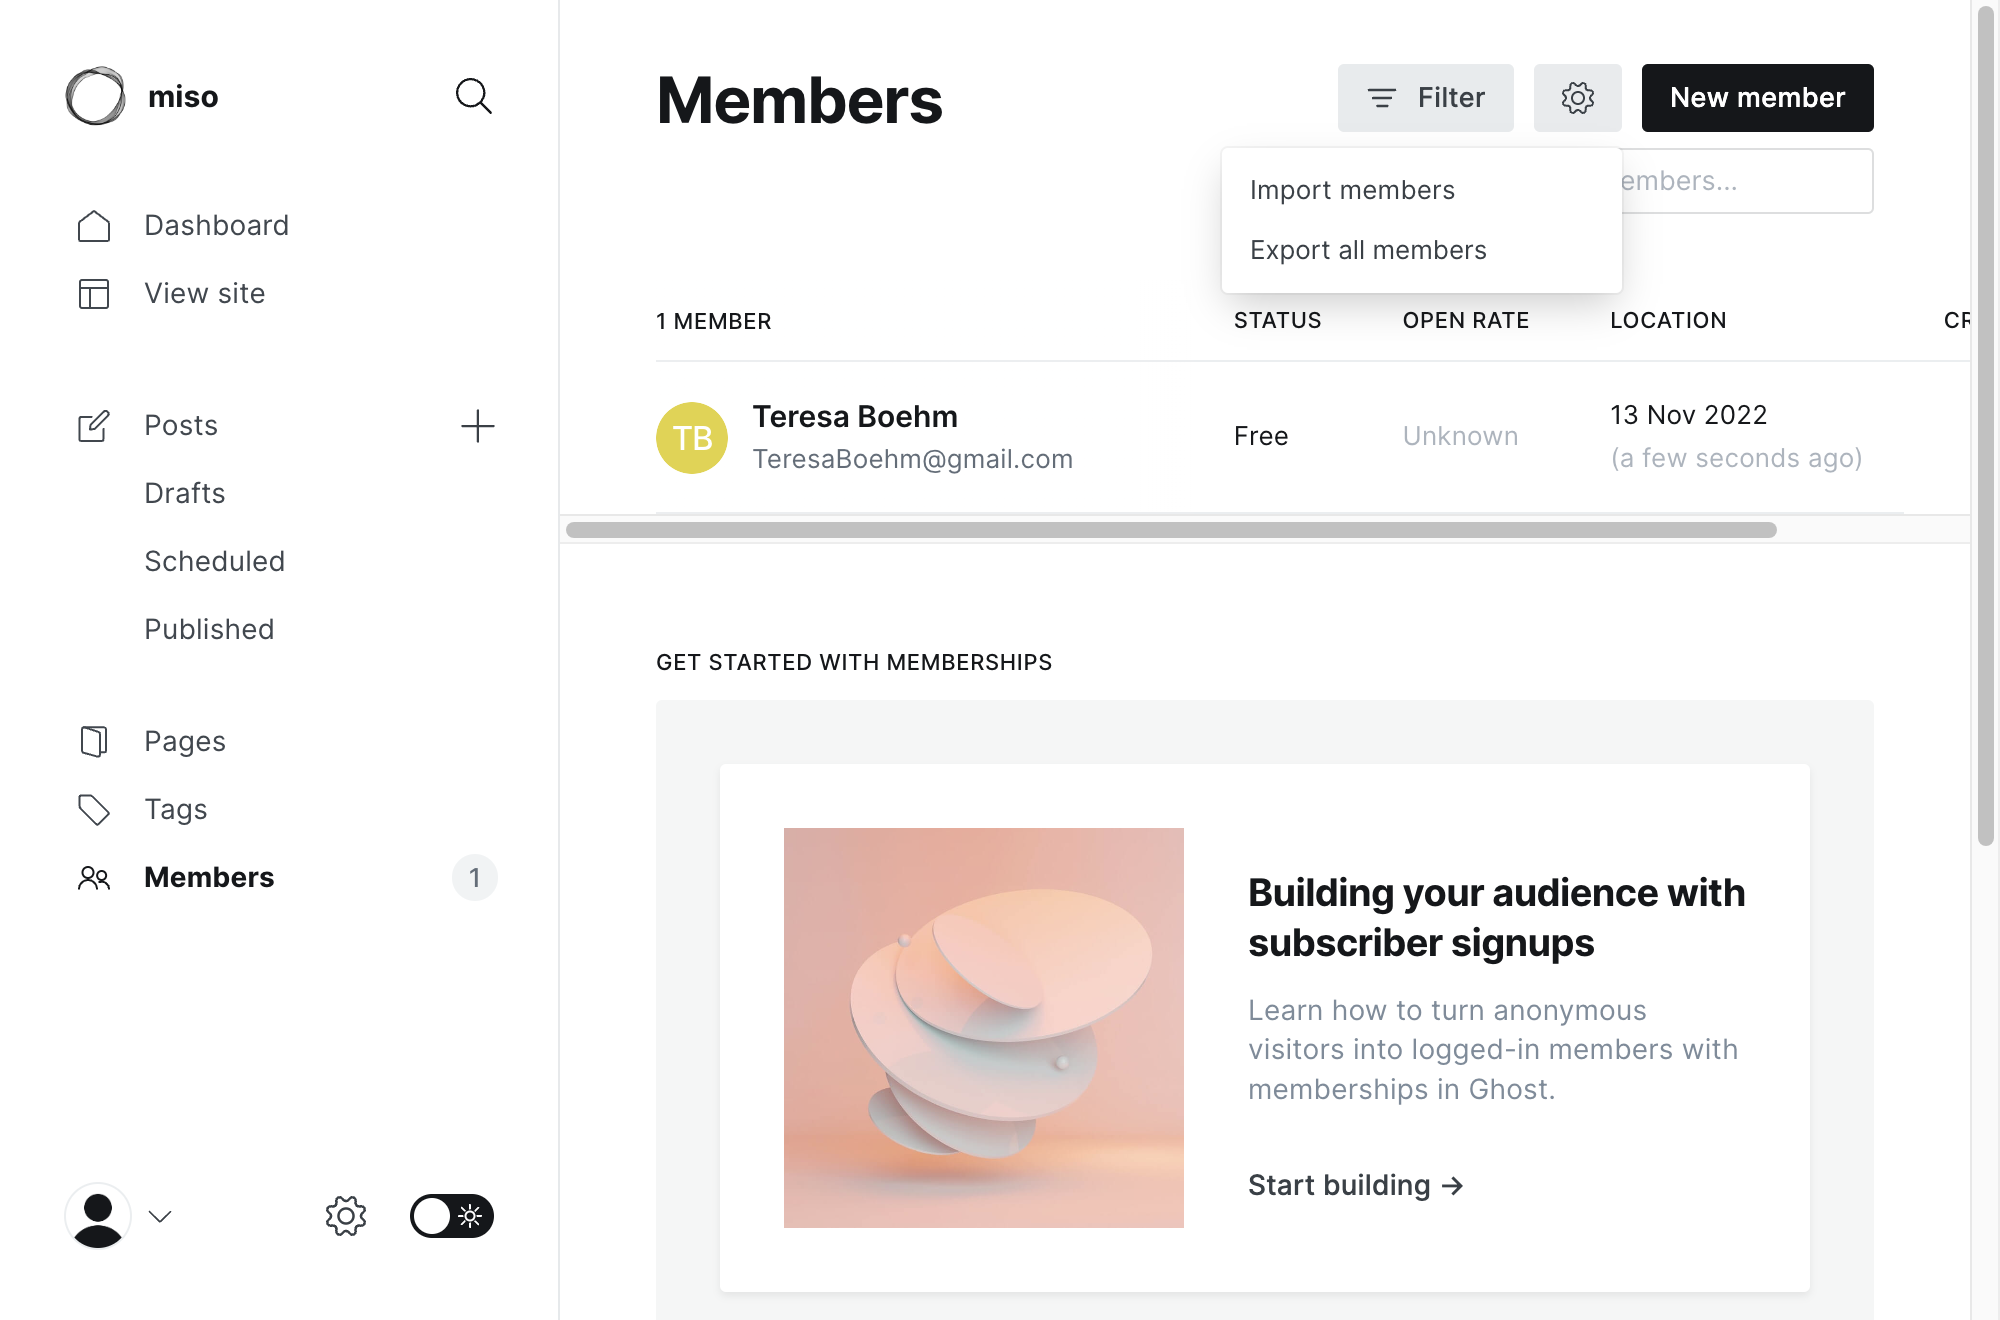 miso
Dashboard
View site
Posts
Drafts
Scheduled
Published
Pages
Tags
Members
1
Members
Filter
New member
Import members
Export all members
embers...
1 MEMBER
STATUS
OPEN RATE
LOCATION
CR
TB
Teresa Boehm
TeresaBoehm@gmail.com
Free
Unknown
13 Nov 2022
(a few seconds ago)
GET STARTED WITH MEMBERSHIPS
Building your audience with
subscriber signups
Learn how to turn anonymous
visitors into logged-in members with
memberships in Ghost.
Start building →